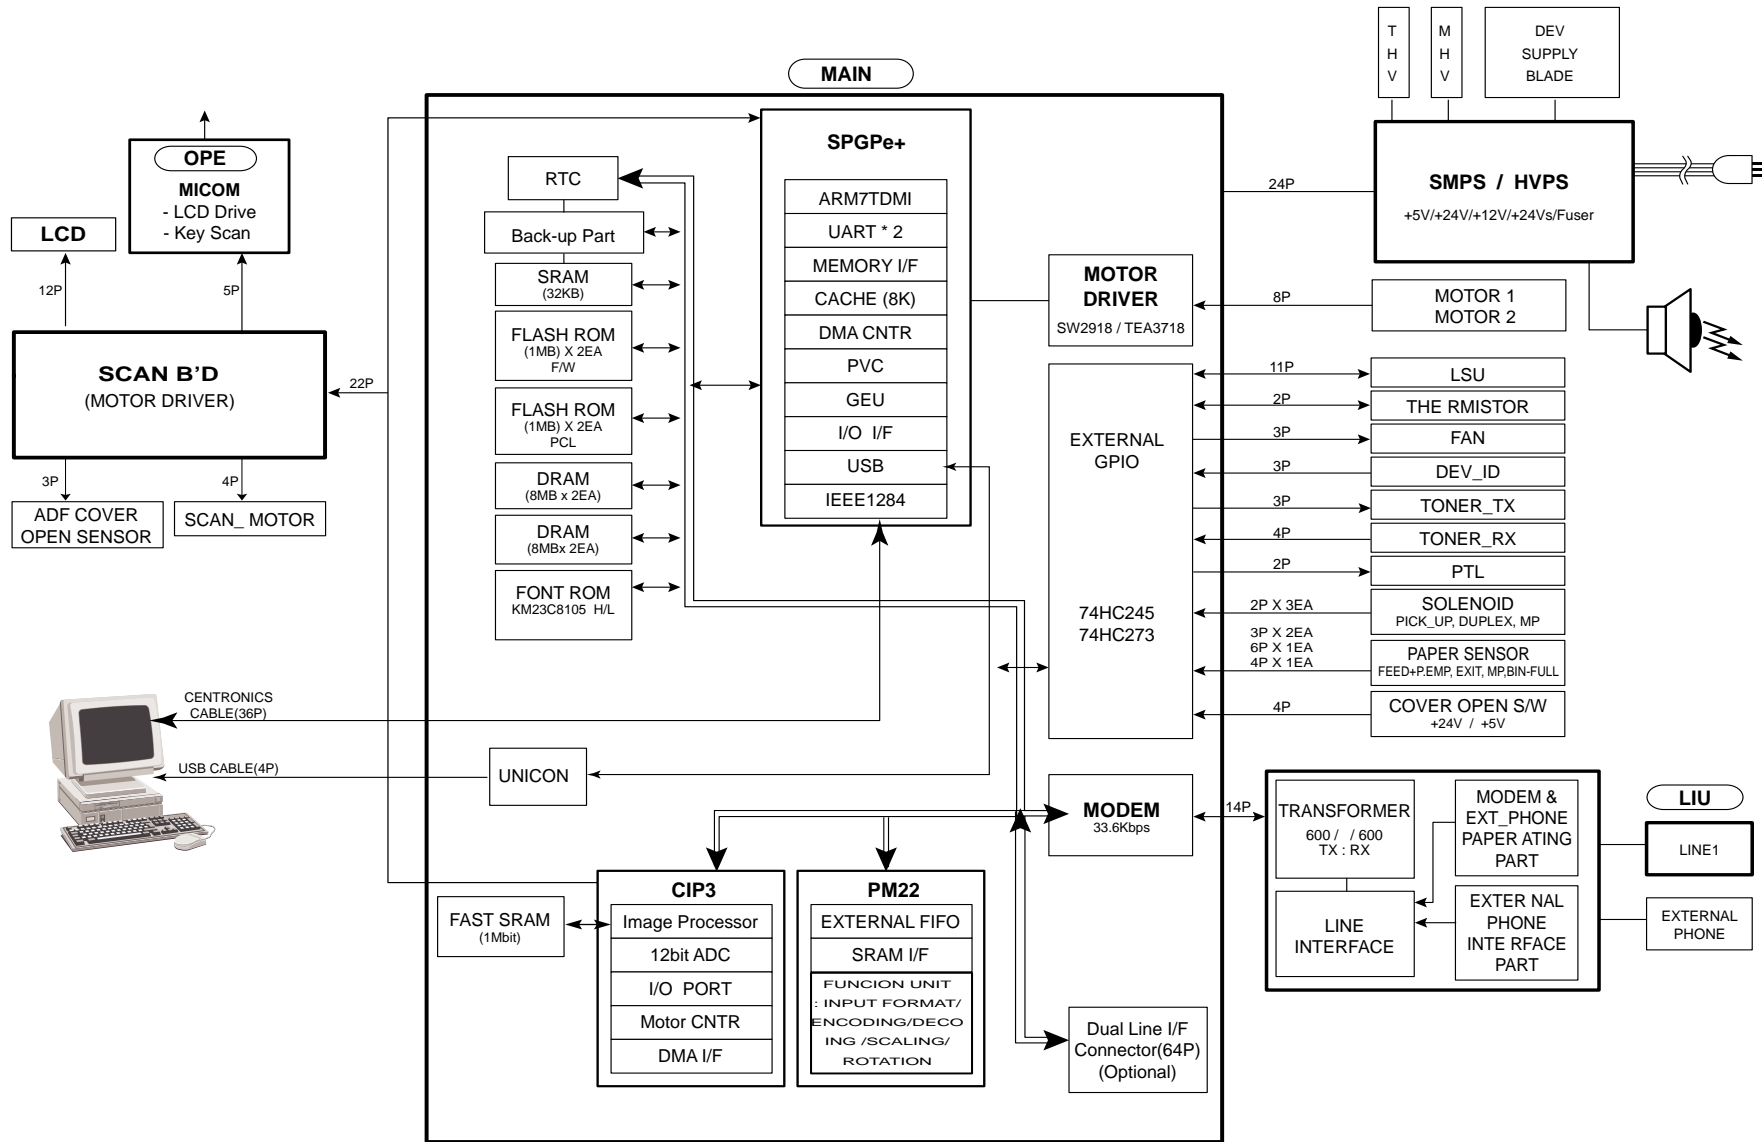 MAIN
T
H
V
M
H
V
DEV
SUPPLY
BLADE
SMPS / HVPS
+5V/+24V/+12V/+24Vs/Fuser
24P
OPE
MICOM
- LCD Drive
- Key Scan
LCD
12P
5P
SCAN B'D
(MOTOR DRIVER)
22P
3P
4P
ADF COVER
OPEN SENSOR
SCAN_ MOTOR
RTC
Back-up Part
SRAM
(32KB)
FLASH ROM
(1MB) X 2EA
F/W
FLASH ROM
(1MB) X 2EA
PCL
DRAM
(8MB x 2EA)
DRAM
(8MBx 2EA)
FONT ROM
KM23C8105 H/L
SPGPe+
ARM7TDMI
UART * 2
MEMORY I/F
CACHE (8K)
DMA CNTR
PVC
GEU
I/O I/F
USB
IEEE1284
MOTOR
DRIVER
SW2918 / TEA3718
8P
MOTOR 1
MOTOR 2
EXTERNAL
GPIO
74HC245
74HC273
11P
LSU
2P
THE RMISTOR
3P
FAN
3P
DEV_ID
3P
TONER_TX
4P
TONER_RX
2P
PTL
2P X 3EA
SOLENOID
PICK_UP, DUPLEX, MP
3P X 2EA
6P X 1EA
4P X 1EA
PAPER SENSOR
FEED+P.EMP, EXIT, MP,BIN-FULL
4P
COVER OPEN S/W
+24V / +5V
CENTRONICS
CABLE(36P)
USB CABLE(4P)
UNICON
MODEM
33.6Kbps
14P
TRANSFORMER
600 / / 600
TX : RX
LINE
INTERFACE
MODEM &
EXT_PHONE
PAPER ATING
PART
EXTER NAL
PHONE
INTE RFACE
PART
LIU
LINE1
EXTERNAL
PHONE
FAST SRAM
(1Mbit)
CIP3
Image Processor
12bit ADC
I/O PORT
Motor CNTR
DMA I/F
PM22
EXTERNAL FIFO
SRAM I/F
FUNCION UNIT
: INPUT FORMAT/
ENCODING/DECO
ING /SCALING/
ROTATION
Dual Line I/F
Connector(64P)
(Optional)